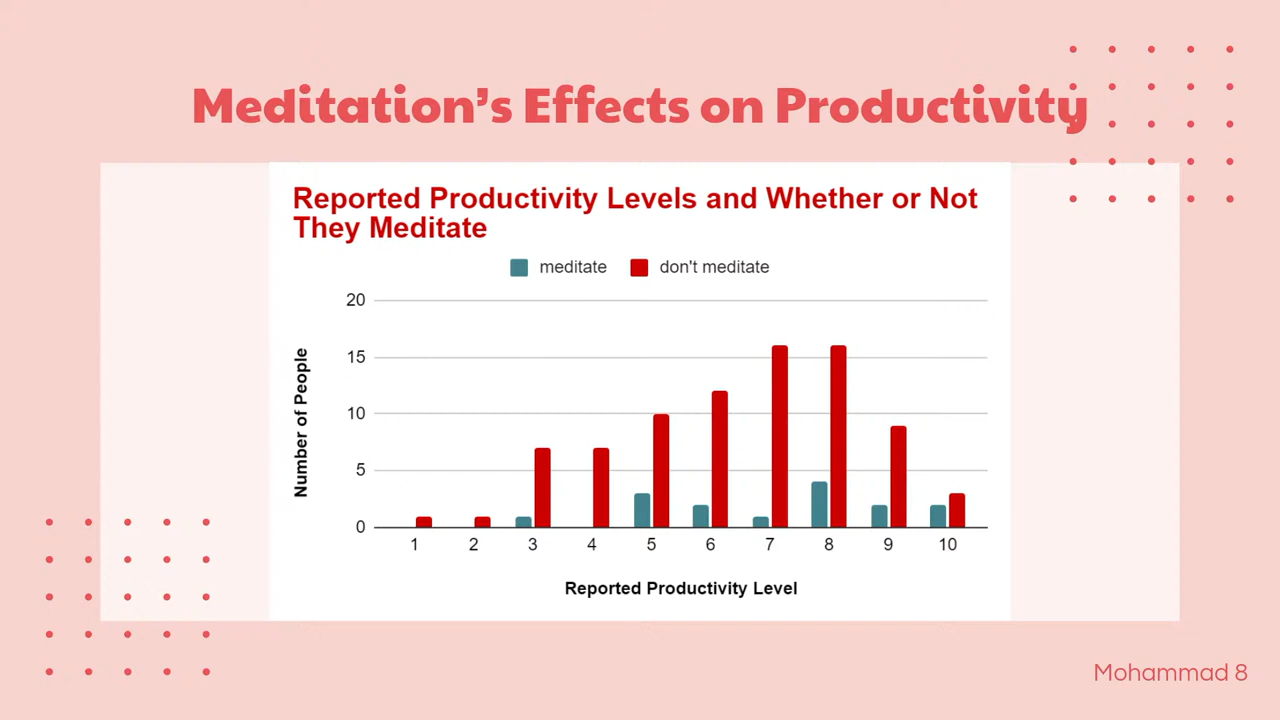 Meditation’s Effects on Productivity
Reported Productivity Levels and Whether or Not
They Meditate
meditate don't meditate
20
15
10
5
0
Number of People
1 2 3 4 5 6 7 8 9 10
Reported Productivity Level
Mohammad 8